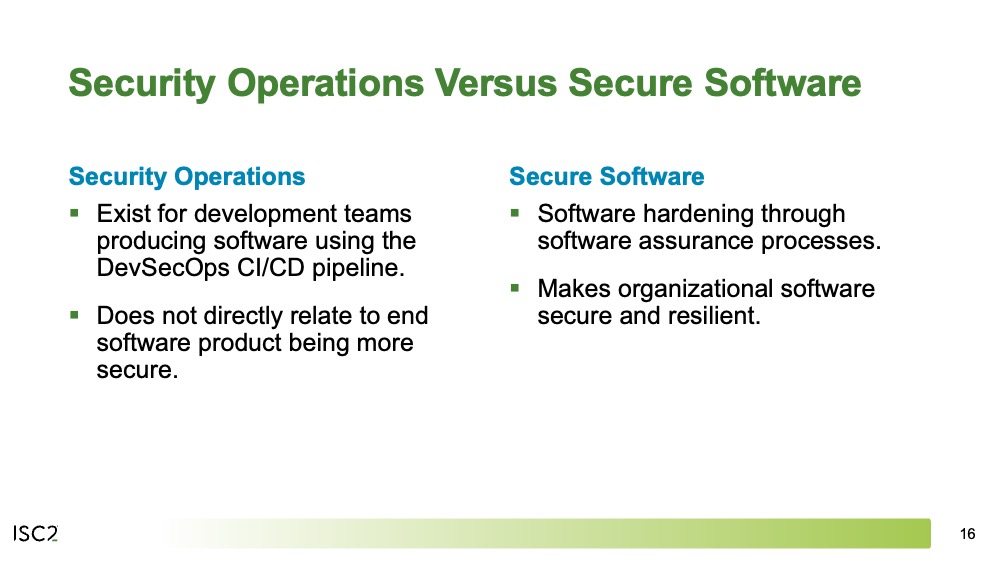 Security Operations Versus Secure Software
Security Operations
▪ Exist for development teams
producing software using the
DevSecOps CI/CD pipeline.
▪ Does not directly relate to end
software product being more
secure.
Secure Software
▪ Software hardening through
software assurance processes.
▪ Makes organizational software
secure and resilient.
ISC2
16